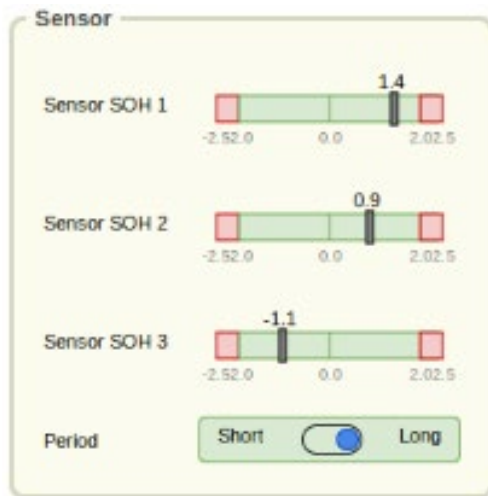 Sensor
1.4
Sensor SOH 1
-2.52.0 0.0 2.02.5
0.9
Sensor SOH 2
-2.52.0 0.0 2.02.5
-1.1
Sensor SOH 3
-2.52.0 0.0 2.02.5
Period Short Long